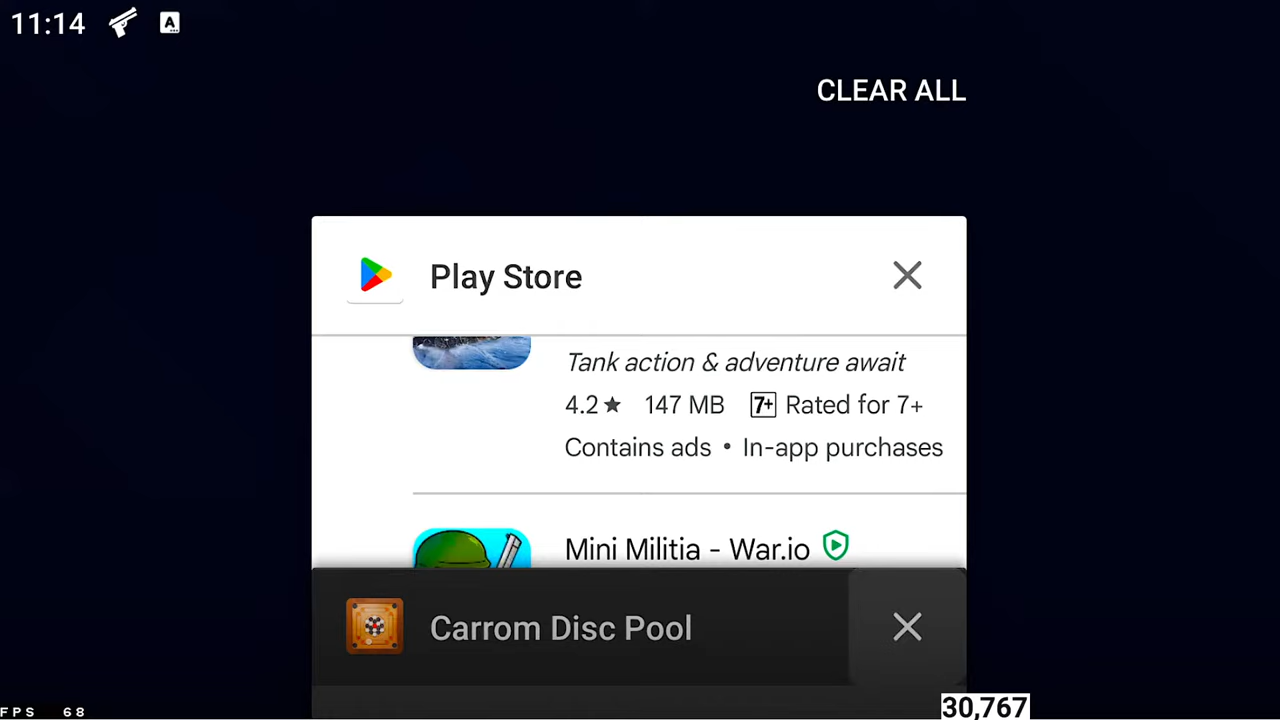 11:14
A
CLEAR ALL
Play Store
Tank action & adventure await
4.2★ 147 MB 7+ Rated for 7+
Contains ads • In-app purchases
Mini Militia - War.io
Carrom Disc Pool
FPS 68
30,767